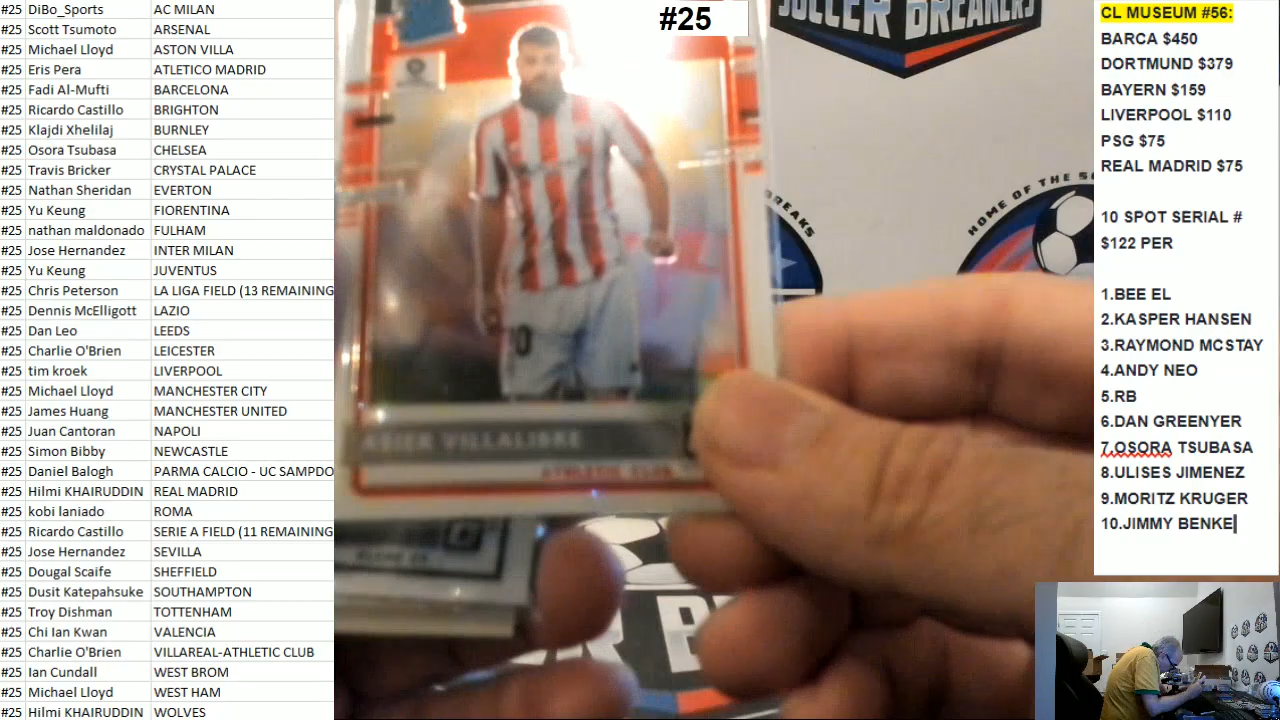 #25 DiBo_Sports AC MILAN
#25 Scott Tsumoto ARSENAL
#25 Michael Lloyd ASTON VILLA
#25 Eris Pera ATLETICO MADRID
#25 Fadi Al-Mufti BARCELONA
#25 Ricardo Castillo BRIGHTON
#25 Klajdi Xhelilaj BURNLEY
#25 Osora Tsubasa CHELSEA
#25 Travis Bricker CRYSTAL PALACE
#25 Nathan Sheridan EVERTON
#25 Yu Keung FIORENTINA
#25 nathan maldonado FULHAM
#25 Jose Hernandez INTER MILAN
#25 Yu Keung JUVENTUS
#25 Chris Peterson LA LIGA FIELD (13 REMAINING
#25 Dennis McElligott LAZIO
#25 Dan Leo LEEDS
#25 Charlie O'Brien LEICESTER
#25 tim kroek LIVERPOOL
#25 Michael Lloyd MANCHESTER CITY
#25 James Huang MANCHESTER UNITED
#25 Juan Cantoran NAPOLI
#25 Simon Bibby NEWCASTLE
#25 Daniel Balogh PARMA CALCIO - UC SAMPDO
#25 Hilmi KHAIRUDDIN REAL MADRID
#25 kobi laniado ROMA
#25 Ricardo Castillo SERIE A FIELD (11 REMAINING
#25 Jose Hernandez SEVILLA
#25 Dougal Scaife SHEFFIELD
#25 Dusit Katepahsuke SOUTHAMPTON
#25 Troy Dishman TOTTENHAM
#25 Chi Ian Kwan VALENCIA
#25 Charlie O'Brien VILLAREAL-ATHLETIC CLUB
#25 Ian Cundall WEST BROM
#25 Michael Lloyd WEST HAM
#25 Hilmi KHAIRUDDIN WOLVES
#25
SOCCER BREAKERS
HOME OF THE
ASIER VILLALIBRE
ATHLETIC CLUB
CL MUSEUM #56:
BARCA $450
DORTMUND $379
BAYERN $159
LIVERPOOL $110
PSG $75
REAL MADRID $75
10 SPOT SERIAL #
$122 PER
1.BEE EL
2.KASPER HANSEN
3.RAYMOND MCSTAY
4.ANDY NEO
5.RB
6.DAN GREENYER
7.OSORA TSUBASA
8.ULISES JIMENEZ
9.MORITZ KRUGER
10.JIMMY BENKE